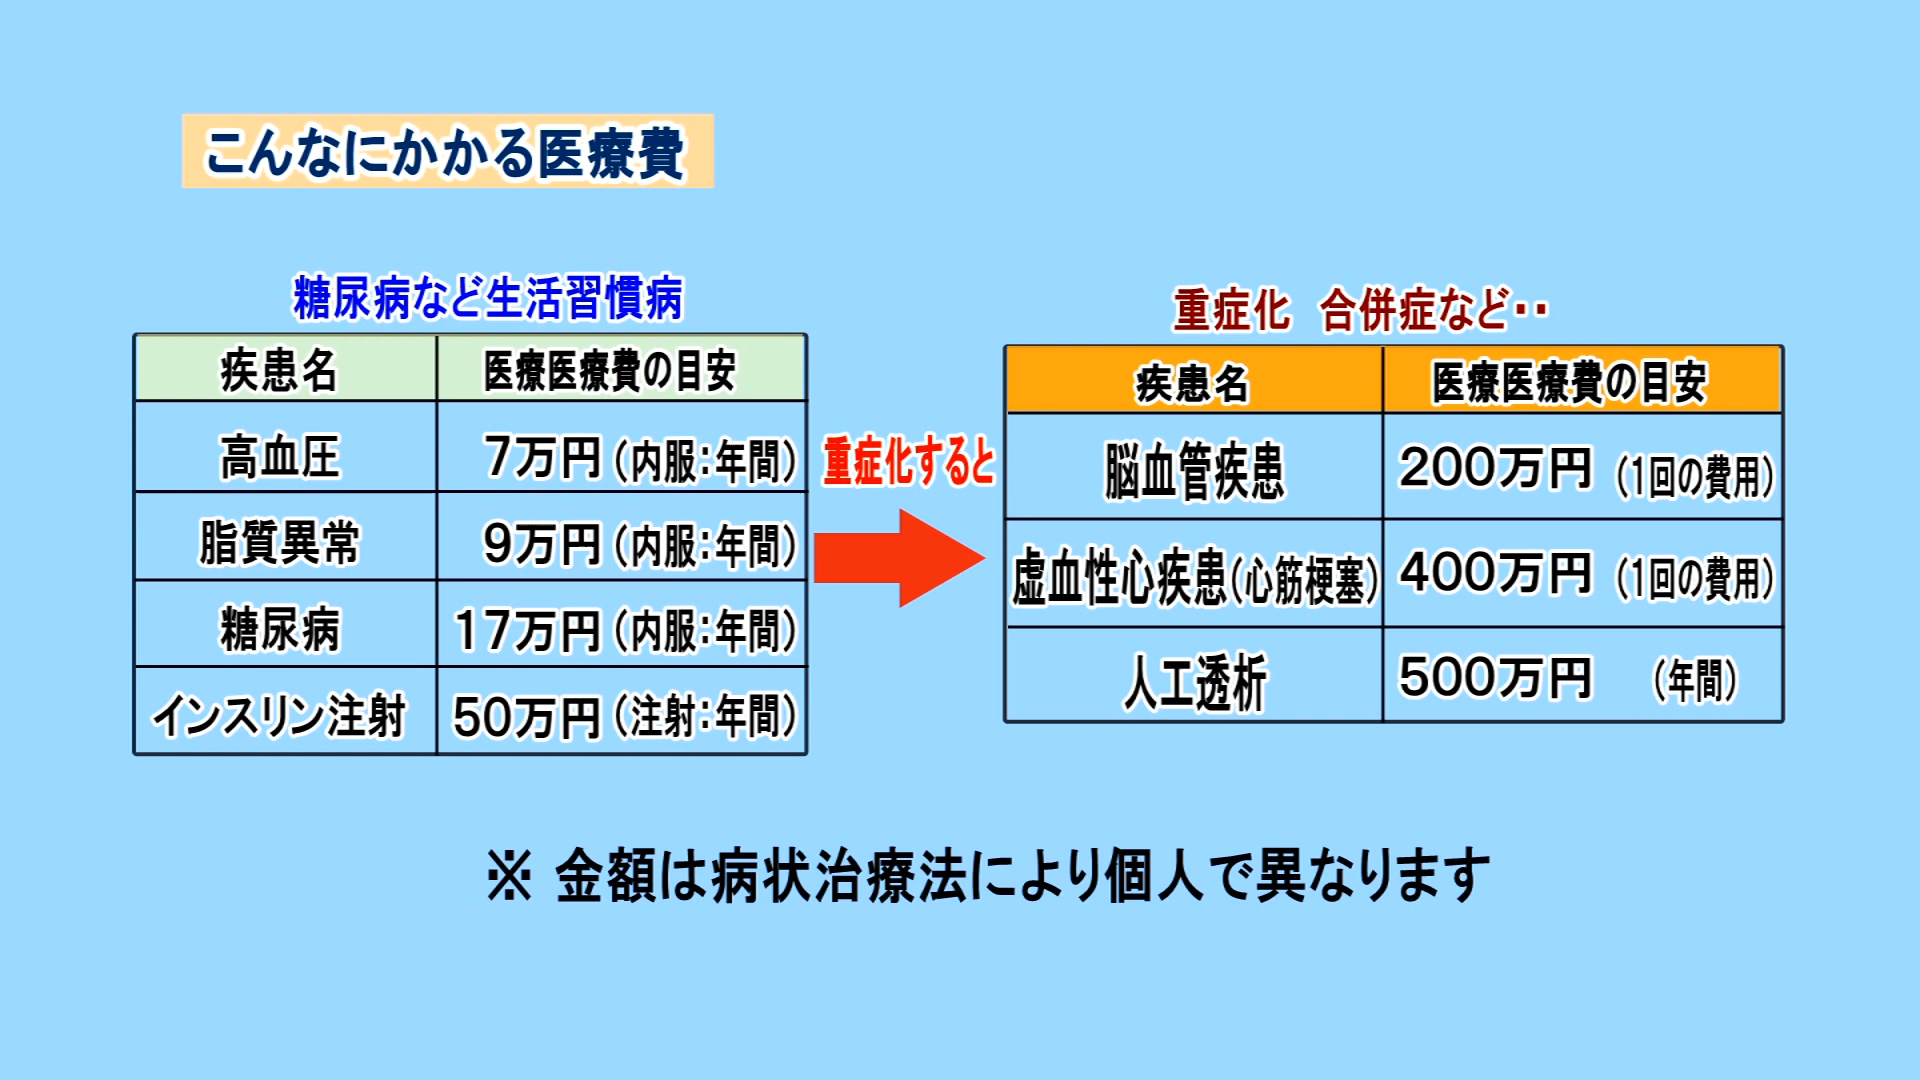 こんなにかかる医療費
糖尿病など生活習慣病
疾患名 医療医療費の目安
高血圧 7万円(内服:年間)
脂質異常 9万円(内服:年間)
糖尿病 17万円(内服:年間)
インスリン注射 50万円(注射:年間)
重症化すると
重症化 合併症など・・
疾患名 医療医療費の目安
脳血管疾患 200万円(1回の費用)
虚血性心疾患(心筋梗塞) 400万円(1回の費用)
人工透析 500万円 (年間)
※ 金額は病状治療法により個人で異なります